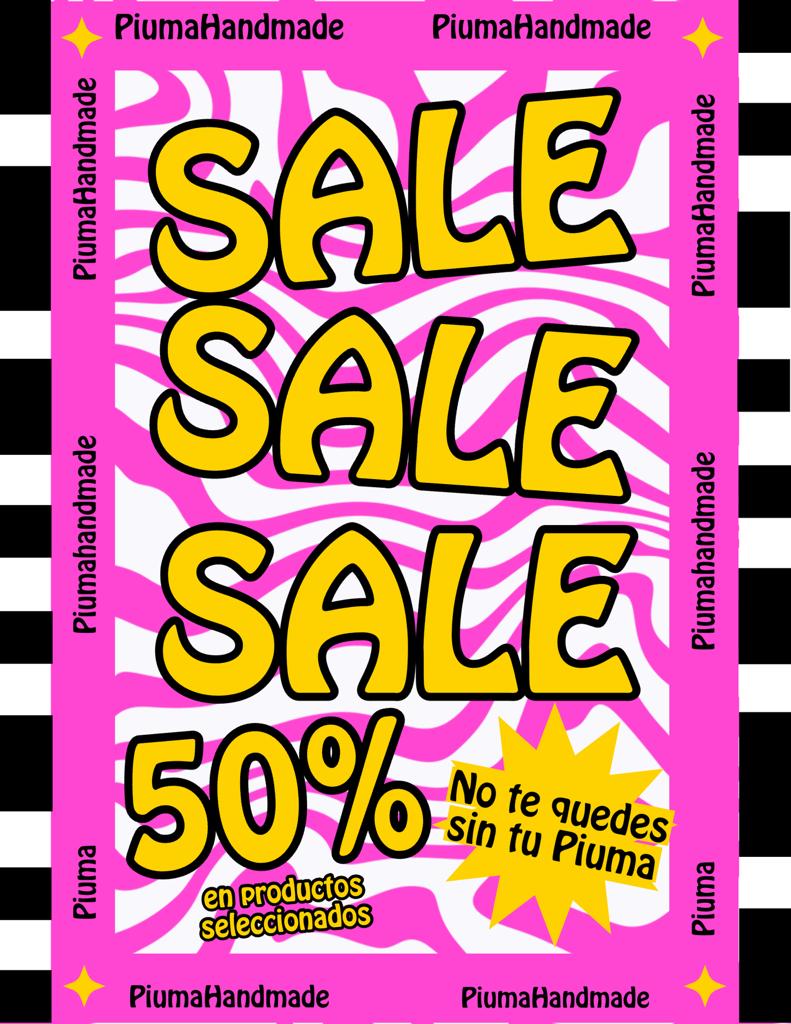 PiumaHandmade PiumaHandmade
PiumaHandmade
PiumaHandmade
SALE
SALE
Piumahandmade
Piumahandmade
SALE
50%
No te quedes
sin tu Piuma
en productos
seleccionados
Piuma
Piuma
PiumaHandmade PiumaHandmade